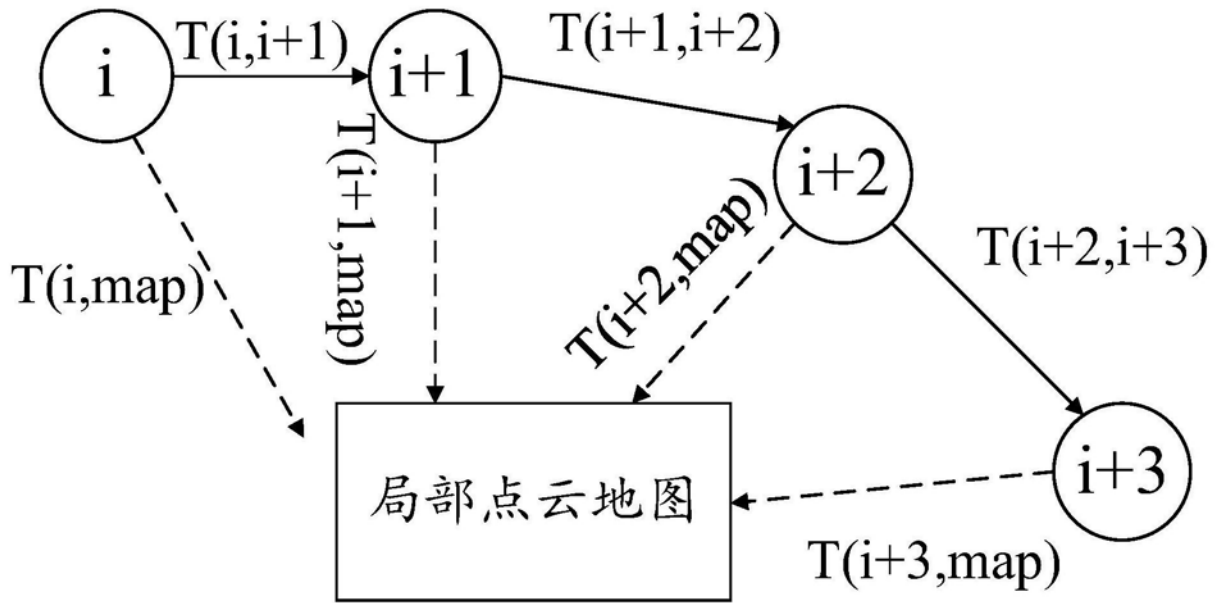 i
T(i,i+1)
i+1
T(i+1,i+2)
i+2
T(i+2,i+3)
i+3
T(i,map)
T(i+1,map)
T(i+2,map)
T(i+3,map)
局部点云地图